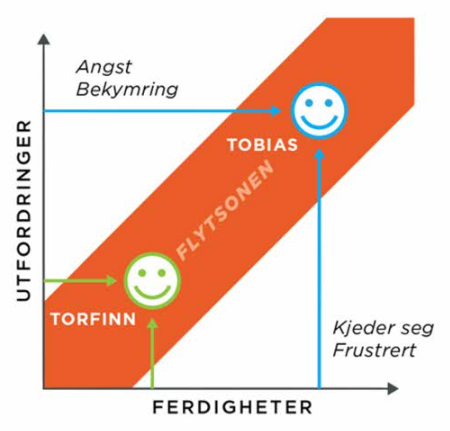 Angst
Bekymring
UTFORDRINGER
TOBIAS
FLYTSONEN
TORFINN
Kjeder seg
Frustrert
FERDIGHETER